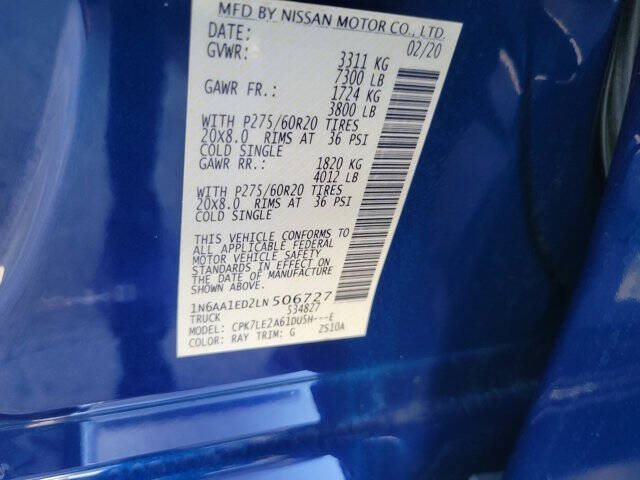 MFD BY NISSAN MOTOR CO., LTD.
DATE: 02/20
GVWR: 3311 KG
7300 LB
GAWR FR.: 1724 KG
3800 LB
WITH P275/60R20 TIRES
20x8.0 RIMS AT 36 PSI
COLD SINGLE
GAWR RR.: 1820 KG
4012 LB
WITH P275/60R20 TIRES
20x8.0 RIMS AT 36 PSI
COLD SINGLE
THIS VEHICLE CONFORMS TO
ALL APPLICABLE FEDERAL
MOTOR VEHICLE SAFETY
STANDARDS IN EFFECT ON
THE DATE OF MANUFACTURE
SHOWN ABOVE.
1N6AA1ED2LN506727
TRUCK 534827
MODEL: CPK7LE2A61DU5H---E
COLOR: RAY TRIM: G ZS10A